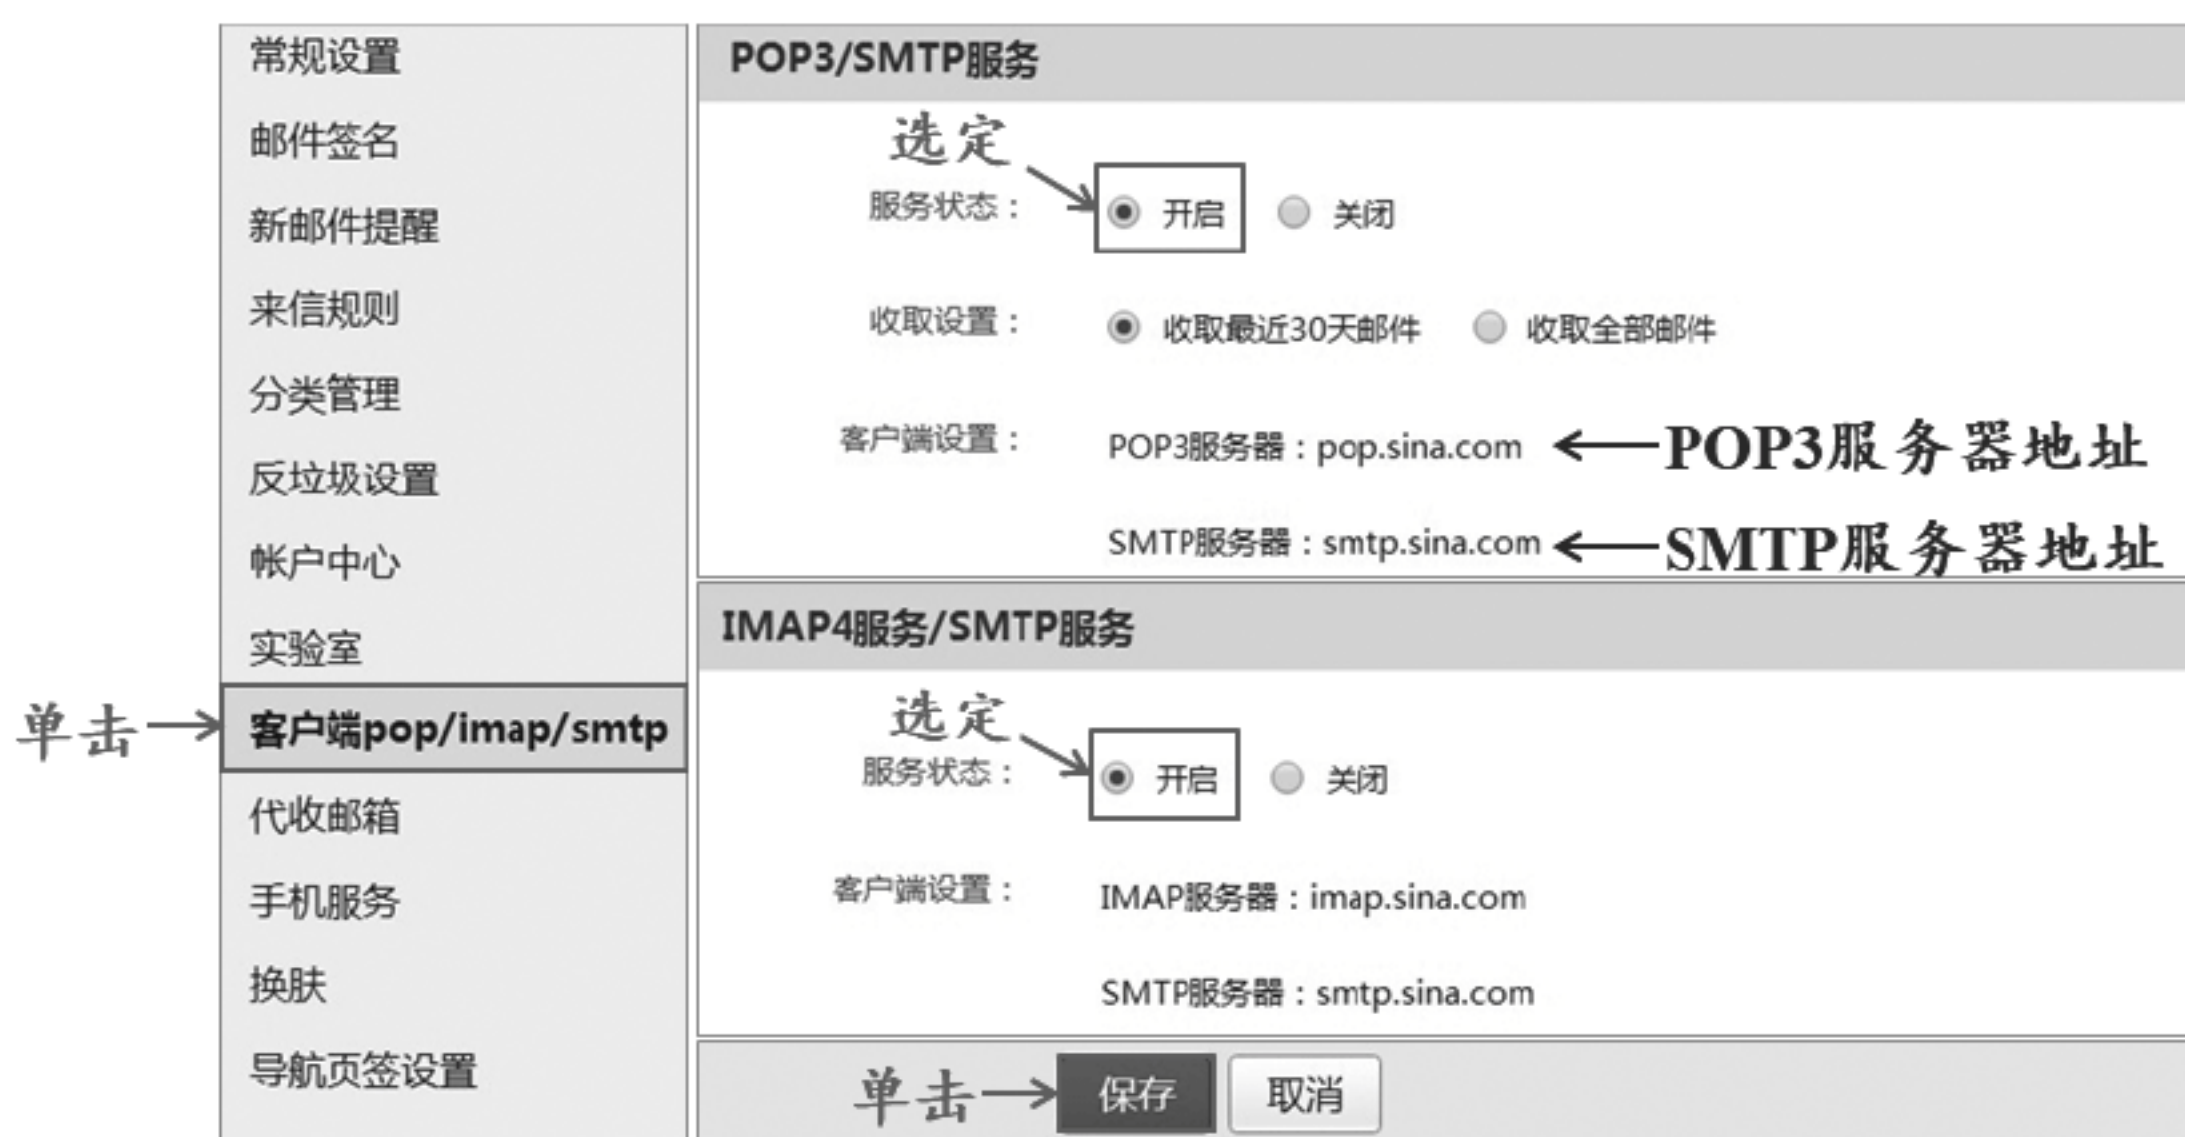 常规设置
邮件签名
新邮件提醒
来信规则
分类管理
反垃圾设置
帐户中心
实验室
单击
客户端pop/imap/smtp
代收邮箱
手机服务
换肤
导航页签设置
POP3/SMTP服务
选定
服务状态： 开启 关闭
收取设置： 收取最近30天邮件 收取全部邮件
客户端设置： POP3服务器：pop.sina.com POP3服务器地址
SMTP服务器：smtp.sina.com SMTP服务器地址
IMAP4服务/SMTP服务
选定
服务状态： 开启 关闭
客户端设置： IMAP服务器：imap.sina.com
SMTP服务器：smtp.sina.com
单击 保存 取消